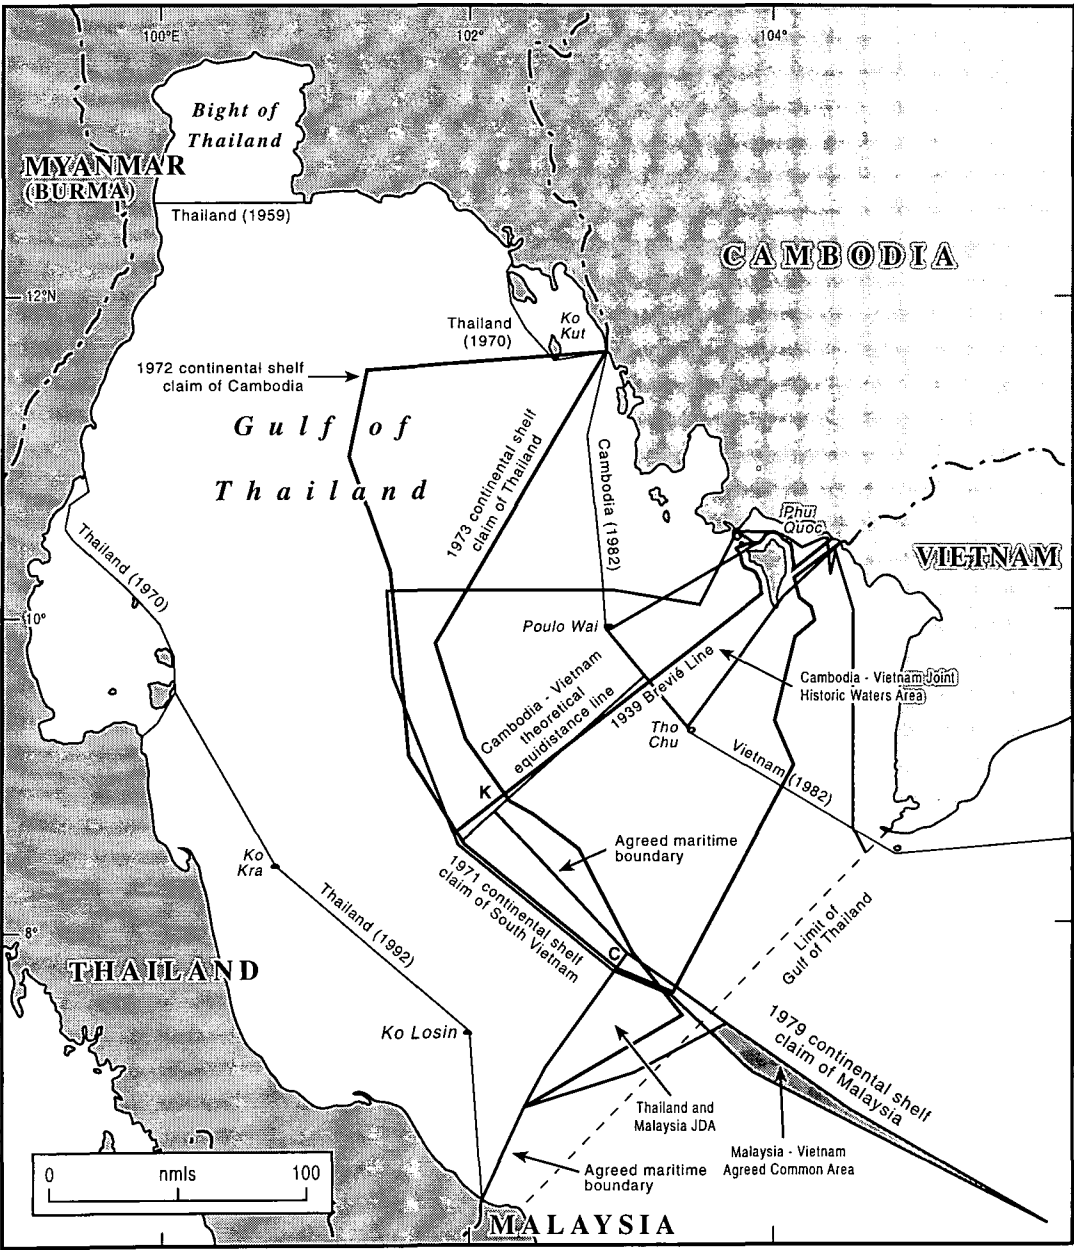 100°E
102°
104°
Bight of
Thailand
MYANMAR
(BURMA)
Thailand (1959)
CAMBODIA
12°N
Thailand
(1970)
Ko
Kut
1972 continental shelf
claim of Cambodia
Gulf of
Thailand
1973 continental shelf
claim of Thailand
Cambodia (1982)
Phu
Quoc
VIETNAM
Thailand (1970)
10°
Poulo Wai
Cambodia - Vietnam
theoretical
equidistance line
1939 Brevié Line
Cambodia - Vietnam Joint
Historic Waters Area
Tho
Chu
Vietnam (1982)
K
Agreed maritime
boundary
Ko
Kra
1971 continental shelf
claim of South Vietnam
Thailand (1992)
Limit of
Gulf of Thailand
8°
C
THAILAND
Ko Losin
1979 continental shelf
claim of Malaysia
Thailand and
Malaysia JDA
Malaysia - Vietnam
Agreed Common Area
0 nmls 100
Agreed maritime
boundary
MALAYSIA